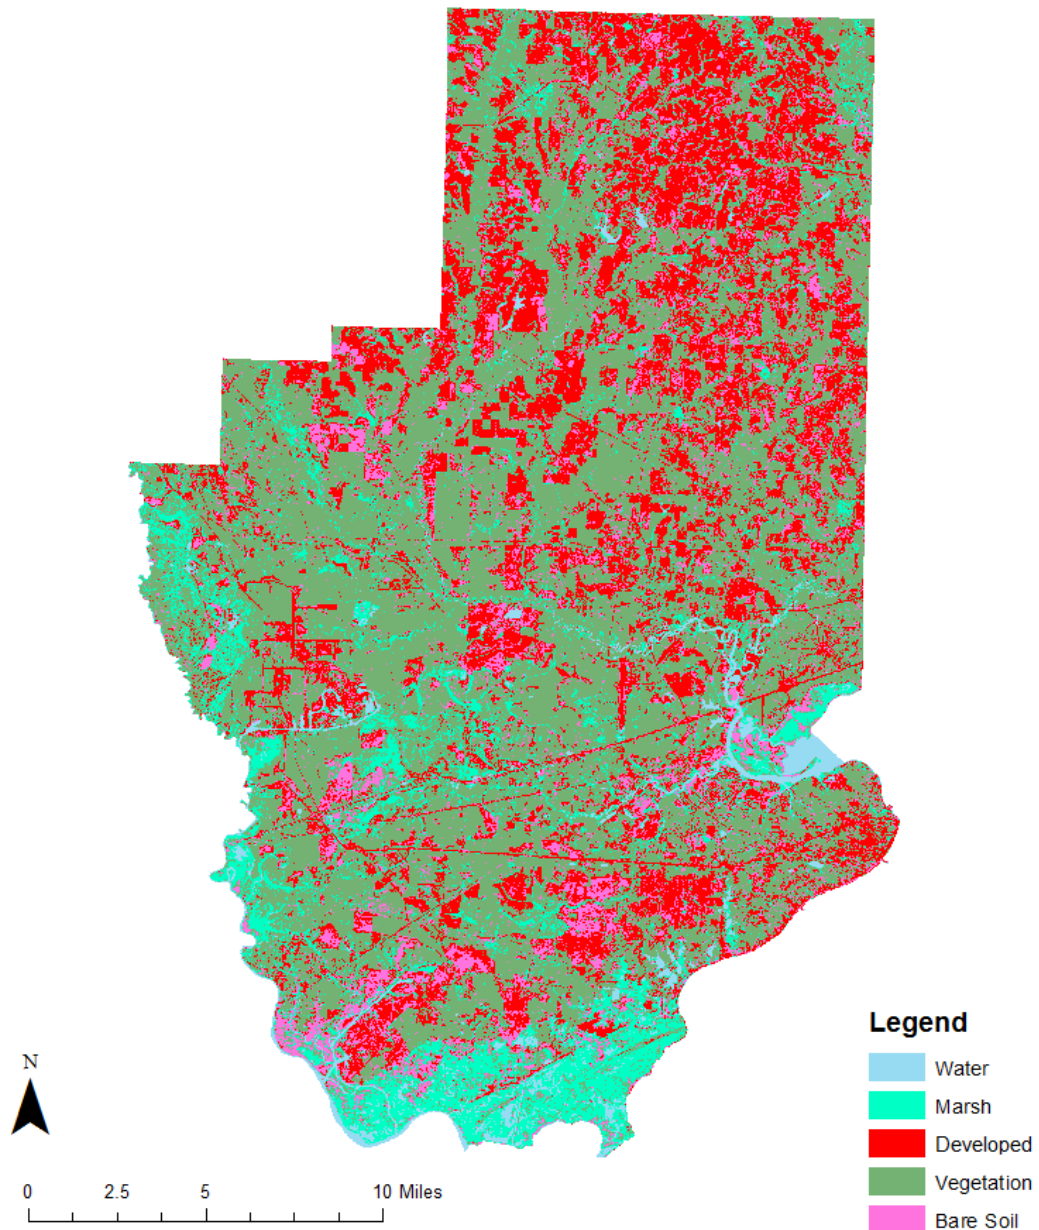 Legend
Water
Marsh
Developed
Vegetation
Bare Soil
N
0 2.5 5 10 Miles